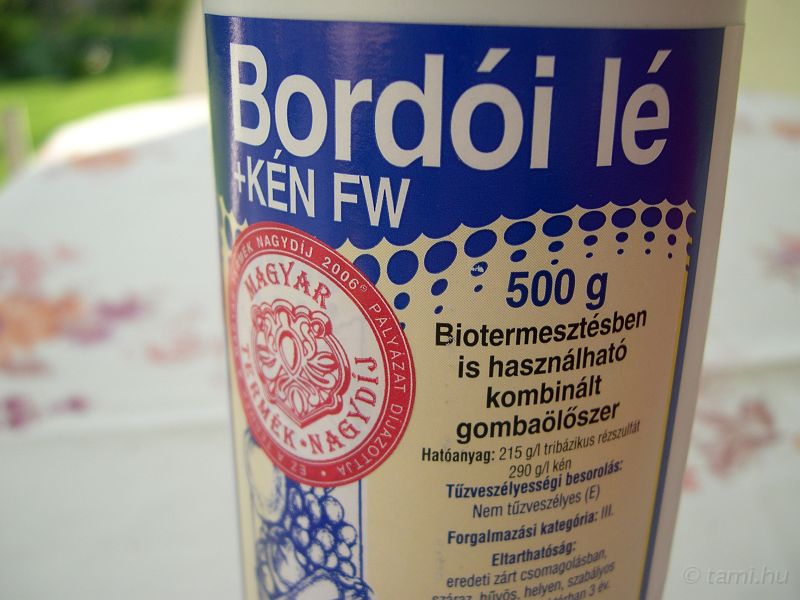 Bordói lé
+KÉN FW
TERMÉK NAGYDÍJ 2006® PÁLYÁZAT DÍJAZOTTJA
EZ A
MAGYAR
TERMÉK • NAGYDÍJ
500 g
Biotermesztésben
is használható
kombinált
gombaölőszer
Hatóanyag: 215 g/l tribázikus rézszulfát
290 g/l kén
Tűzveszélyességi besorolás:
Nem tűzveszélyes (E)
Forgalmazási kategória: III.
Eltarthatóság:
eredeti zárt csomagolásban,
száraz, hűvös, helyen, szabályos
3 év.
© tami.hu